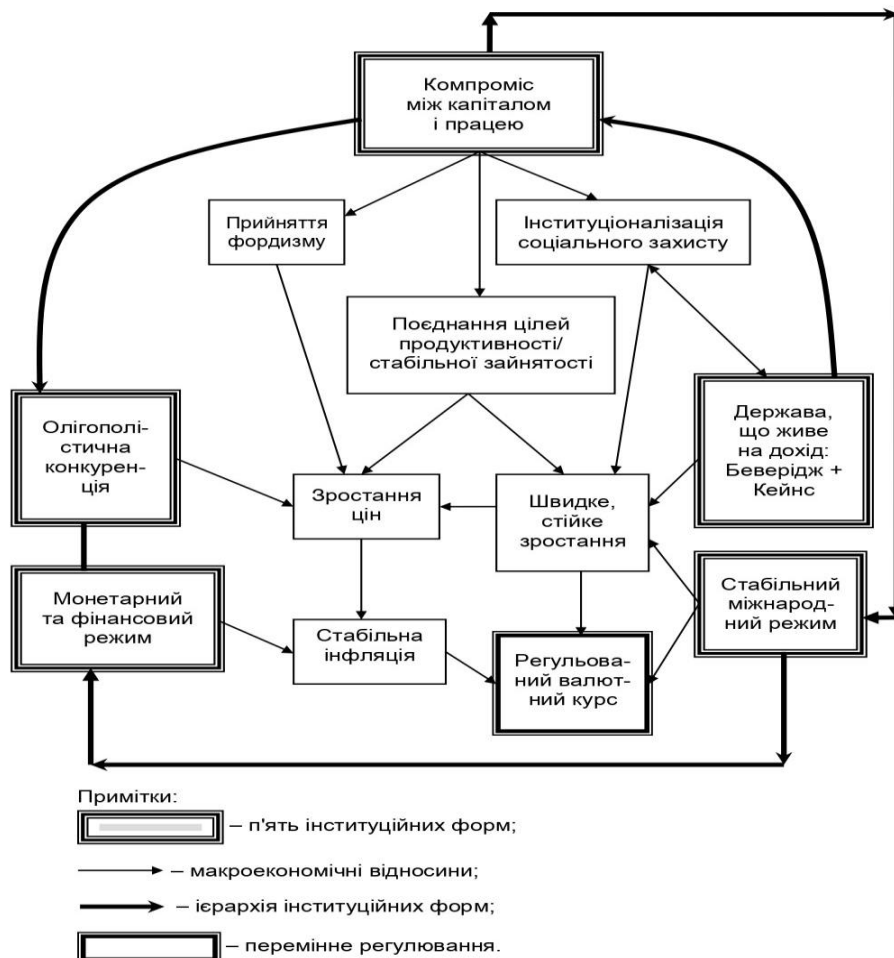 Компроміс
між капіталом
і працею
Прийняття
фордизму
Інституціоналізація
соціального захисту
Поєднання цілей
продуктивності/
стабільної зайнятості
Олігополі-
стична
конкурен-
ція
Держава,
що живе
на дохід:
Беверідж +
Кейнс
Зростання
цін
Швидке,
стійке
зростання
Монетарний
та фінансовий
режим
Стабільний
міжнарод-
ний режим
Стабільна
інфляція
Регульова-
ний валют-
ний курс
Примітки:
– п'ять інституційних форм;
– макроекономічні відносини;
– ієрархія інституційних форм;
– перемінне регулювання.